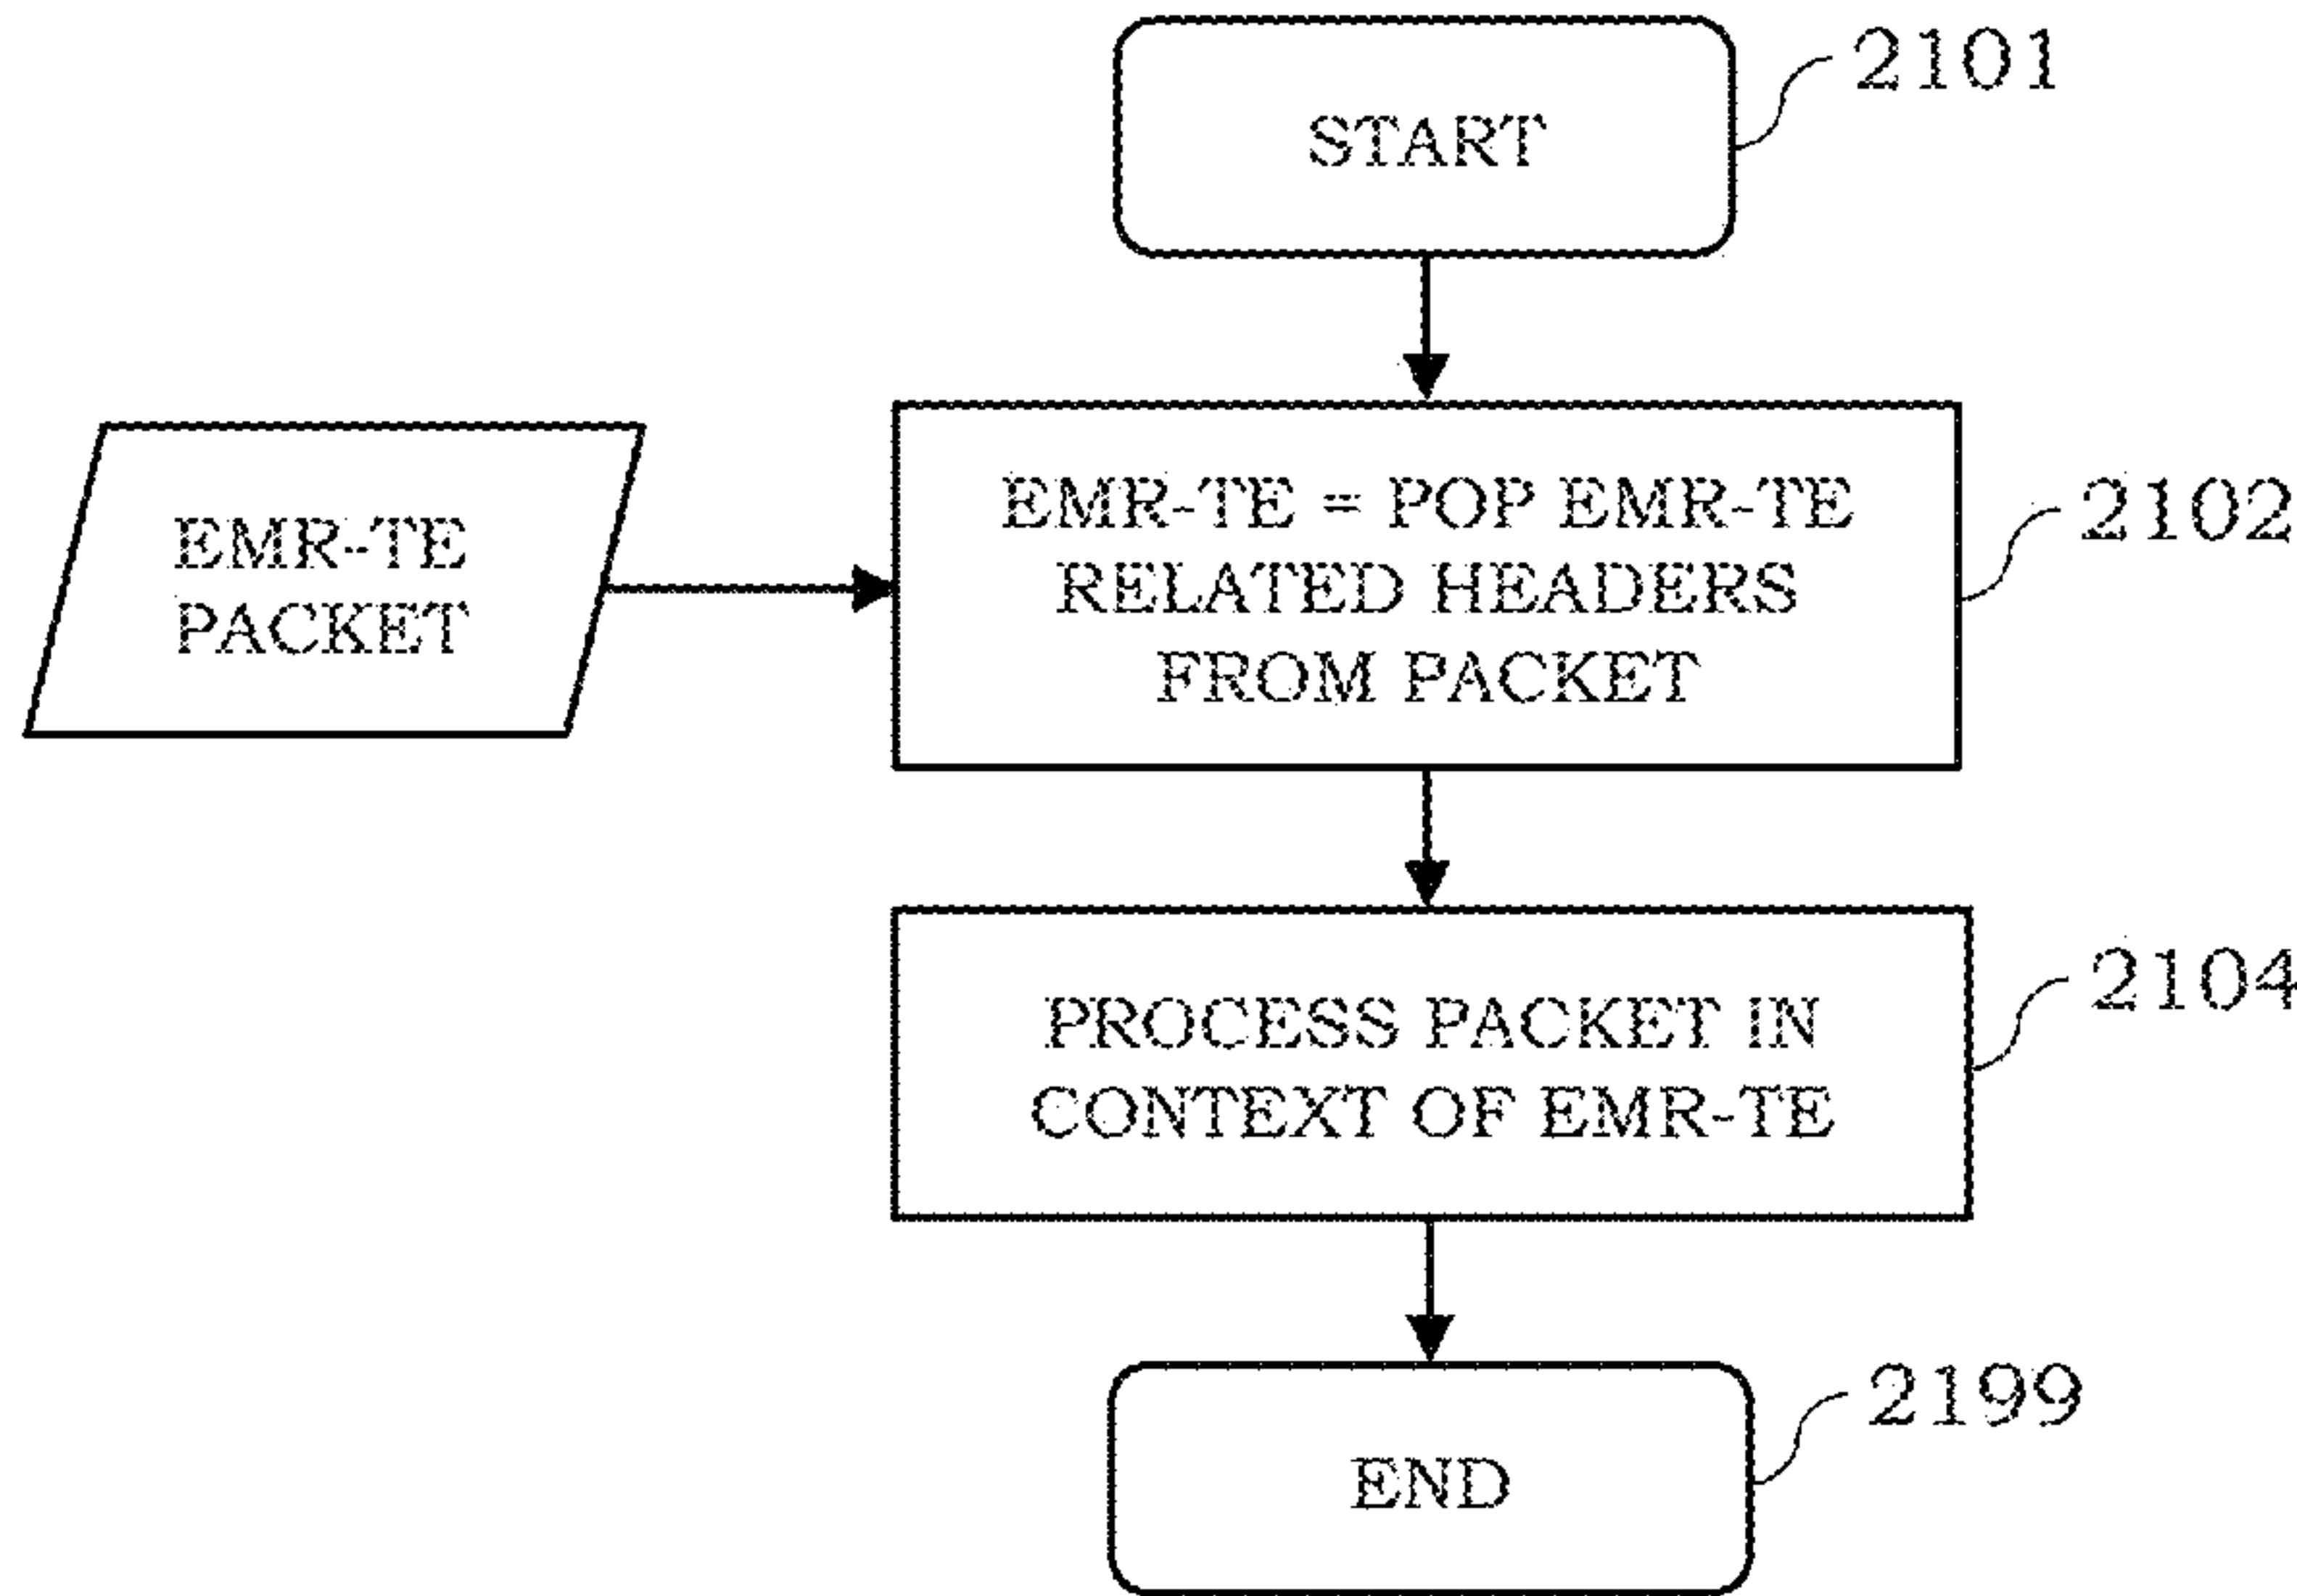 START
2101
EMR-TE
PACKET
EMR-TE = POP EMR-TE
RELATED HEADERS
FROM PACKET
2102
PROCESS PACKET IN
CONTEXT OF EMR-TE
2104
END
2199